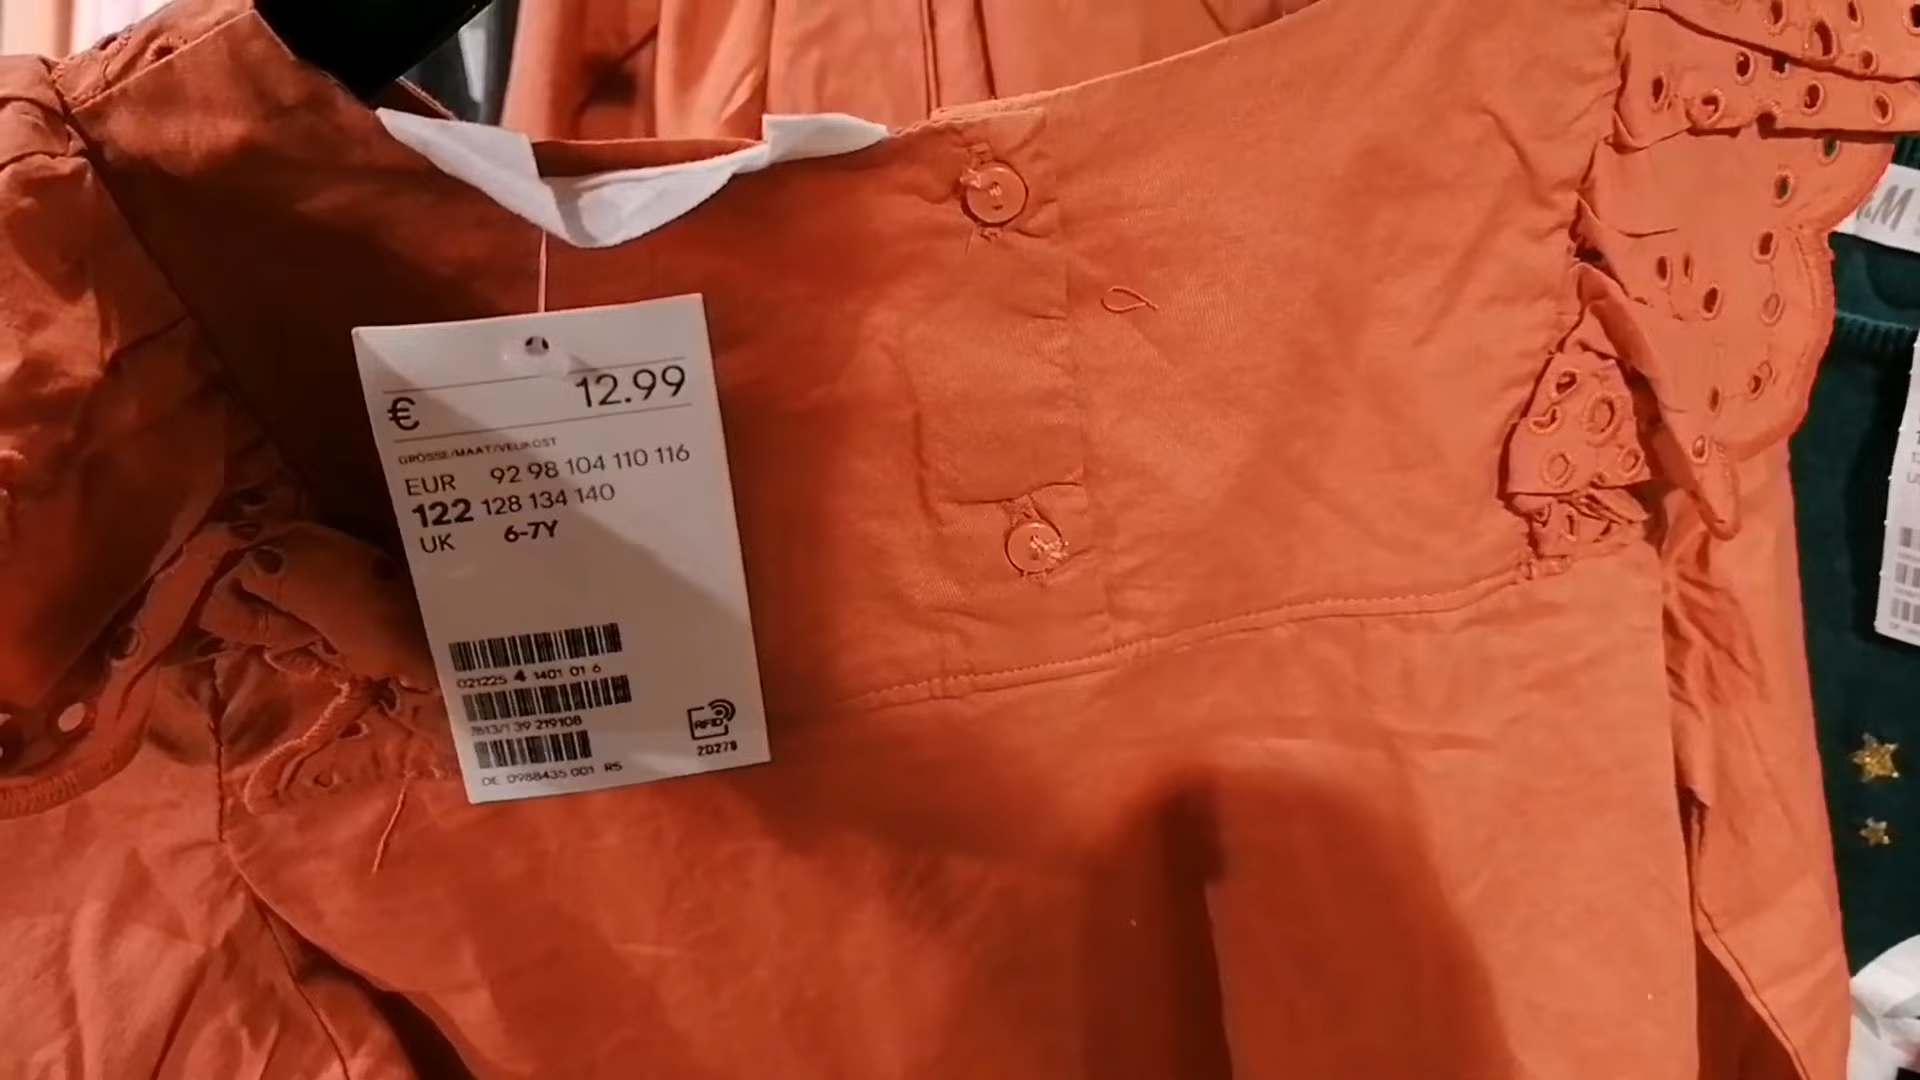 € 12.99
GRÖSSE/MAAT/VELIKOST
EUR 92 98 104 110 116
122 128 134 140
UK 6-7Y
021225 4 1401 01 6
7613/1 39 219108
DE 0988435 001 R5
RFID
2D278
&M